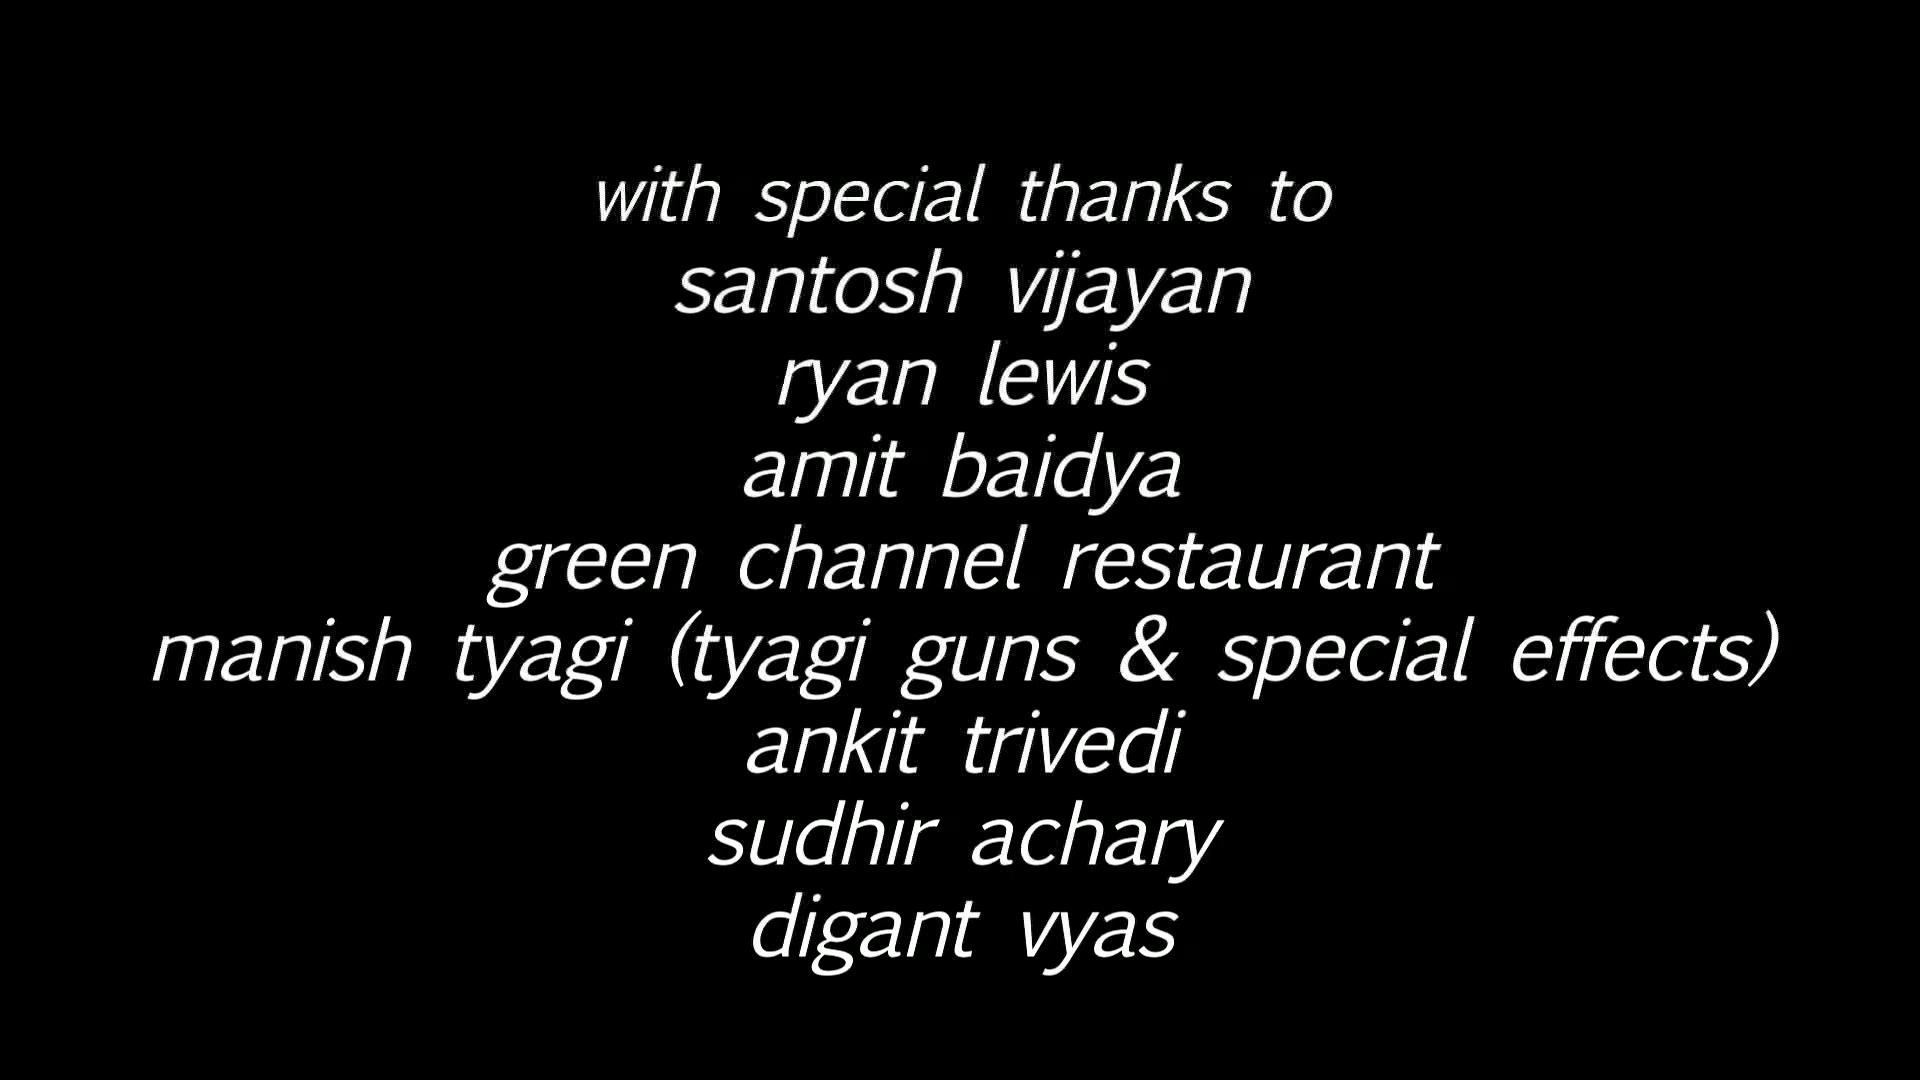 with special thanks to
santosh vijayan
ryan lewis
amit baidya
green channel restaurant
manish tyagi (tyagi guns & special effects)
ankit trivedi
sudhir achary
digant vyas